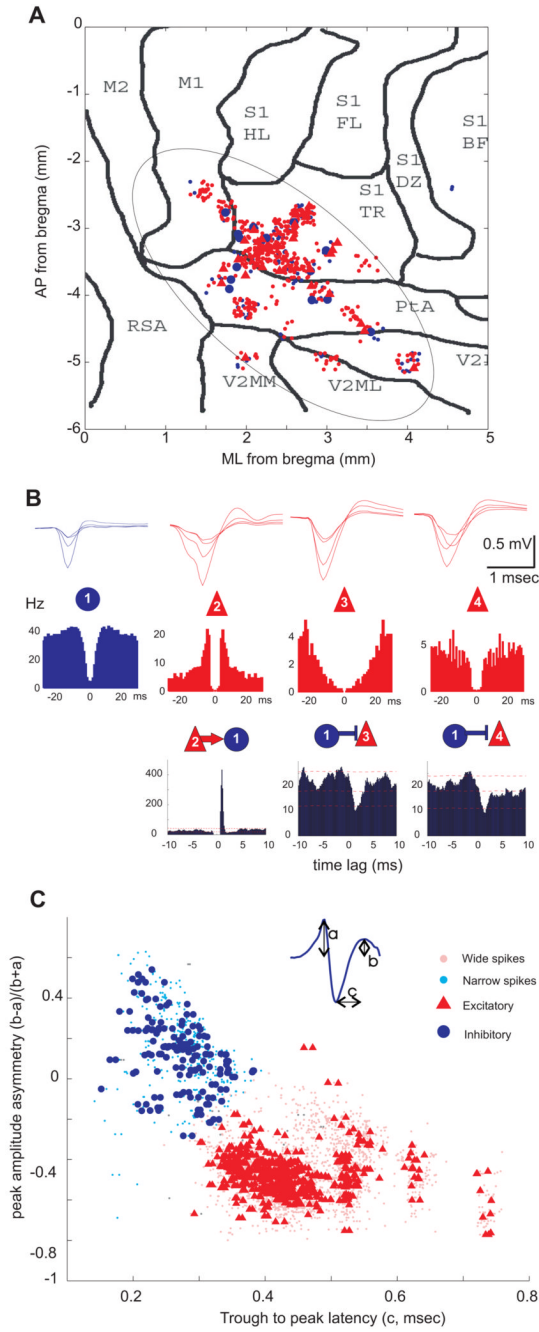 A
0
-1
-2
-3
-4
-5
-6
AP from bregma (mm)
M2
M1
S1
HL
S1
FL
S1
BF
S1
DZ
S1
TR
PtA
RSA
V2MM
V2ML
0
1
2
3
4
5
ML from bregma (mm)
B
0.5 mV
1 msec
1
2
3
4
Hz
40
20
0
-20
0
20
ms
20
10
0
-20
0
20
ms
4
2
0
-20
0
20
ms
5
0
-20
0
20
ms
2
1
1
3
1
4
400
200
0
-10
-5
0
5
10
20
10
0
-10
-5
0
5
10
20
10
0
-10
-5
0
5
10
time lag (ms)
C
peak amplitude asymmetry (b-a)/(b+a)
0.4
0
-0.4
-0.8
-1
a
b
c
Wide spikes
Narrow spikes
Excitatory
Inhibitory
0.2
0.4
0.6
0.8
Trough to peak latency (c, msec)